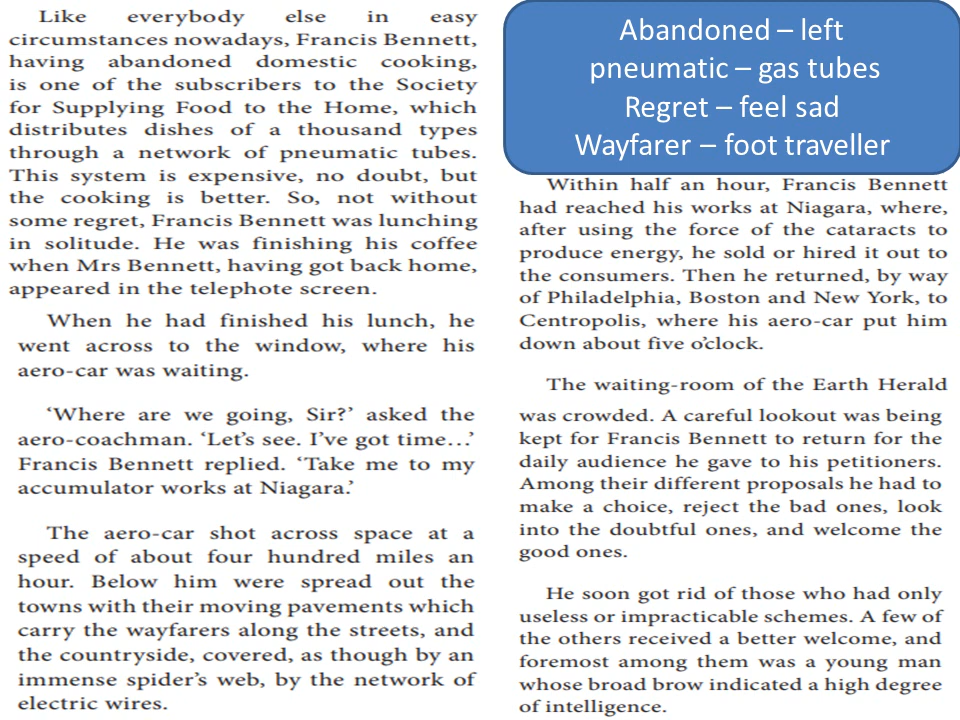 Like everybody else in easy
circumstances nowadays, Francis Bennett,
having abandoned domestic cooking,
is one of the subscribers to the Society
for Supplying Food to the Home, which
distributes dishes of a thousand types
through a network of pneumatic tubes.
This system is expensive, no doubt, but
the cooking is better. So, not without
some regret, Francis Bennett was lunching
in solitude. He was finishing his coffee
when Mrs Bennett, having got back home,
appeared in the telephote screen.
When he had finished his lunch, he
went across to the window, where his
aero-car was waiting.
‘Where are we going, Sir?’ asked the
aero-coachman. ‘Let’s see. I’ve got time…’
Francis Bennett replied. ‘Take me to my
accumulator works at Niagara.’
The aero-car shot across space at a
speed of about four hundred miles an
hour. Below him were spread out the
towns with their moving pavements which
carry the wayfarers along the streets, and
the countryside, covered, as though by an
immense spider’s web, by the network of
electric wires.
Abandoned – left
pneumatic – gas tubes
Regret – feel sad
Wayfarer – foot traveller
Within half an hour, Francis Bennett
had reached his works at Niagara, where,
after using the force of the cataracts to
produce energy, he sold or hired it out to
the consumers. Then he returned, by way
of Philadelphia, Boston and New York, to
Centropolis, where his aero-car put him
down about five o’clock.
The waiting-room of the Earth Herald
was crowded. A careful lookout was being
kept for Francis Bennett to return for the
daily audience he gave to his petitioners.
Among their different proposals he had to
make a choice, reject the bad ones, look
into the doubtful ones, and welcome the
good ones.
He soon got rid of those who had only
useless or impracticable schemes. A few of
the others received a better welcome, and
foremost among them was a young man
whose broad brow indicated a high degree
of intelligence.